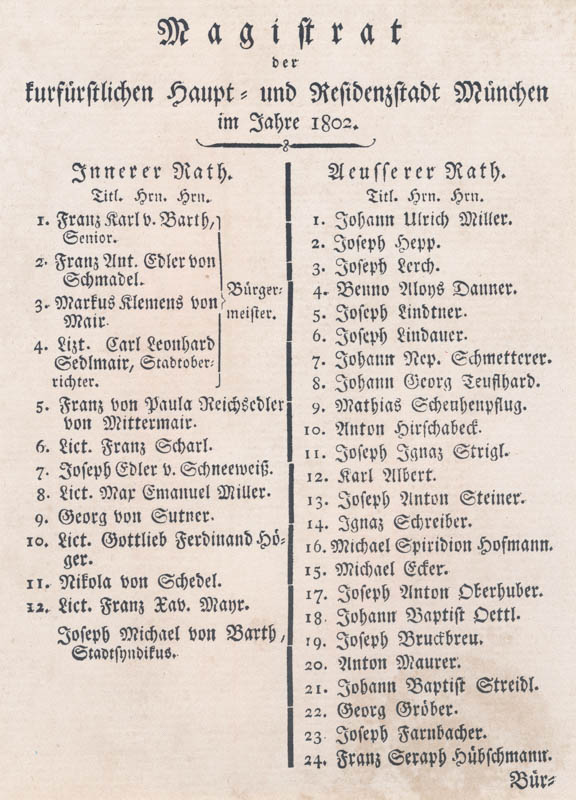 Magistrat
der
kurfürstlichen Haupt- und Residenzstadt München
im Jahre 1802.
Innerer Rath.
Titl. Hrn. Hrn.
1. Franz Karl v. Barth,
Senior.
2. Franz Ant. Edler von
Schmadel.
3. Markus Klemens von
Mair.
4. Lizt. Carl Leonhard
Sedlmair, Stadtober-
richter.
Bürger-
meister.
5. Franz von Paula Reichsedler
von Mittermair.
6. Lict. Franz Scharl.
7. Joseph Edler v. Schneeweiß.
8. Lict. Max Emanuel Miller.
9. Georg von Sutner.
10. Lict. Gottlieb Ferdinand Hö-
ger.
11. Nikola von Schedel.
12. Lict. Franz Xav. Mayr.
Joseph Michael von Barth,
Stadtsyndikus.
Aeusserer Rath.
Titl. Hrn. Hrn.
1. Johann Ulrich Miller.
2. Joseph Hepp.
3. Joseph Lerch.
4. Benno Aloys Danner.
5. Joseph Lindtner.
6. Joseph Lindauer.
7. Johann Nep. Schmetterer.
8. Johann Georg Teuflhard.
9. Mathias Scheuhenpflug.
10. Anton Hirschabeck.
11. Joseph Ignaz Strigl.
12. Karl Albert.
13. Joseph Anton Steiner.
14. Ignaz Schreiber.
16. Michael Spiridion Hofmann.
15. Michael Ecker.
17. Joseph Anton Oberhuber.
18. Johann Baptist Oettl.
19. Joseph Bruckbreu.
20. Anton Maurer.
21. Johann Baptist Streidl.
22. Georg Gröber.
23 Joseph Farnbacher.
24. Franz Seraph Hübschmann.
Bür-